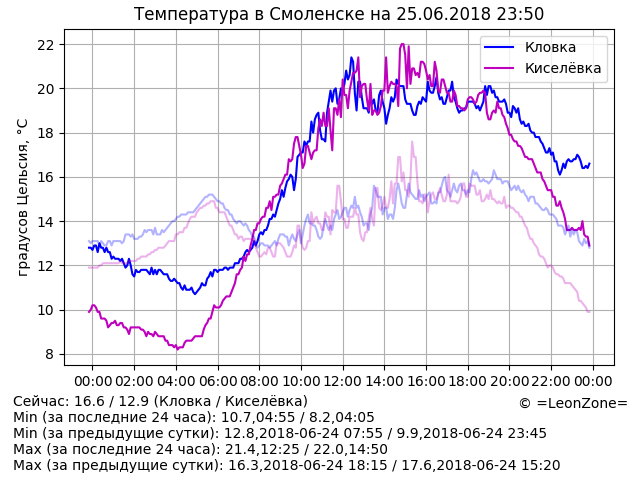 Температура в Смоленске на 25.06.2018 23:50
Кловка
Киселёвка
градусов Цельсия, °C
22
20
18
16
14
12
10
8
00:00 02:00 04:00 06:00 08:00 10:00 12:00 14:00 16:00 18:00 20:00 22:00 00:00
Сейчас: 16.6 / 12.9 (Кловка / Киселёвка)
© =LeonZone=
Min (за последние 24 часа): 10.7,04:55 / 8.2,04:05
Min (за предыдущие сутки): 12.8,2018-06-24 07:55 / 9.9,2018-06-24 23:45
Max (за последние 24 часа): 21.4,12:25 / 22.0,14:50
Max (за предыдущие сутки): 16.3,2018-06-24 18:15 / 17.6,2018-06-24 15:20